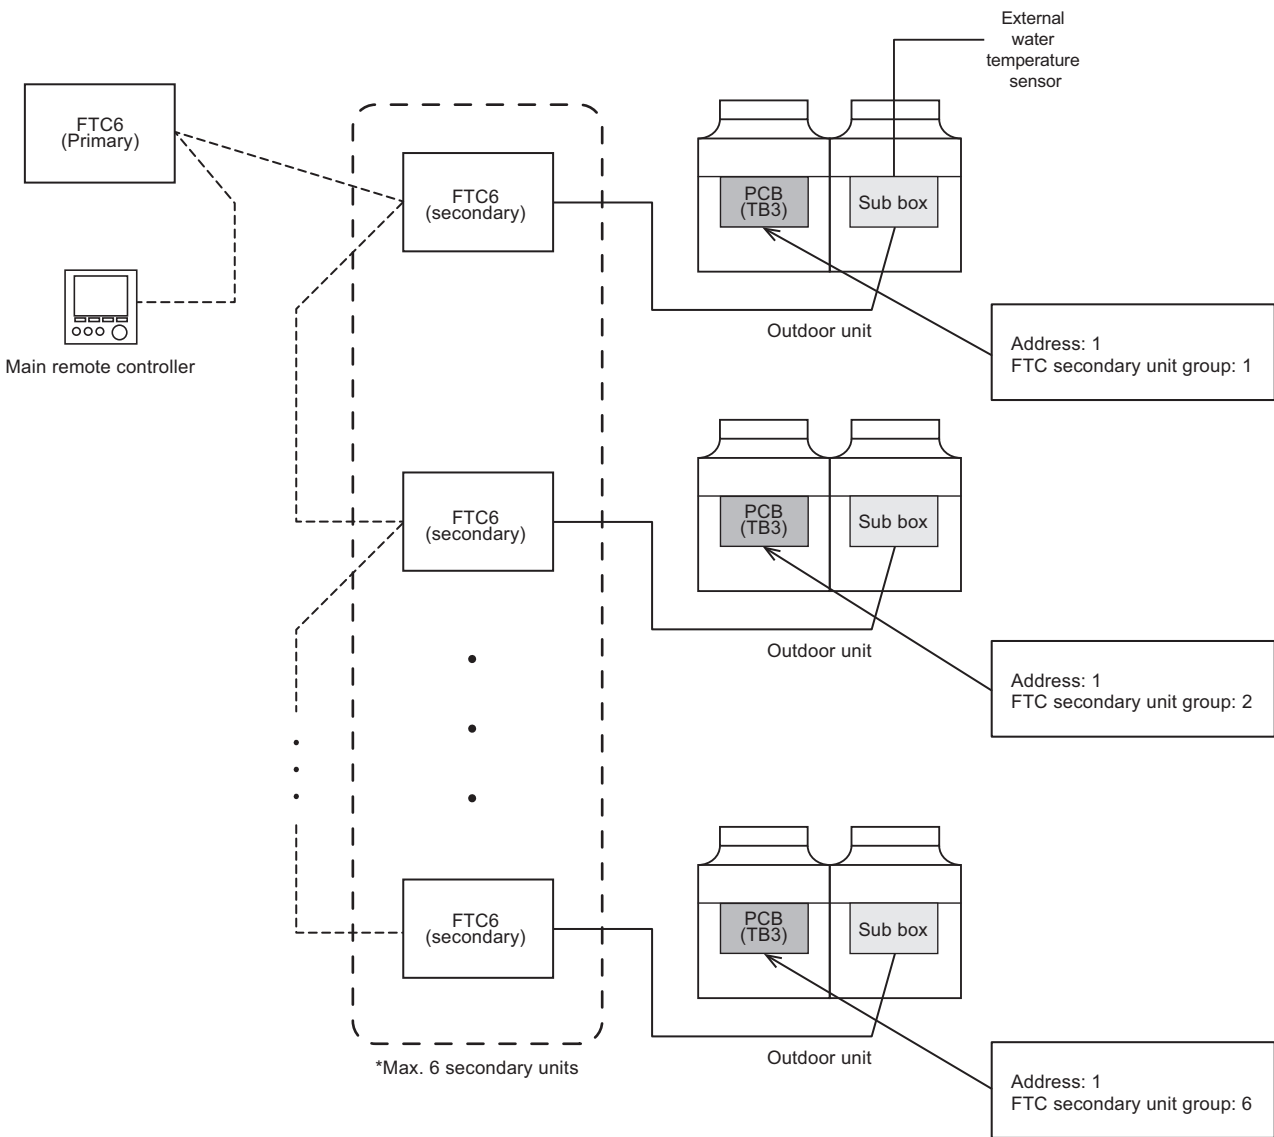 External
water
temperature
sensor
FTC6
(Primary)
Main remote controller
FTC6
(secondary)
PCB
(TB3)
Sub box
Outdoor unit
Address: 1
FTC secondary unit group: 1
FTC6
(secondary)
PCB
(TB3)
Sub box
Outdoor unit
Address: 1
FTC secondary unit group: 2
FTC6
(secondary)
PCB
(TB3)
Sub box
Outdoor unit
*Max. 6 secondary units
Address: 1
FTC secondary unit group: 6